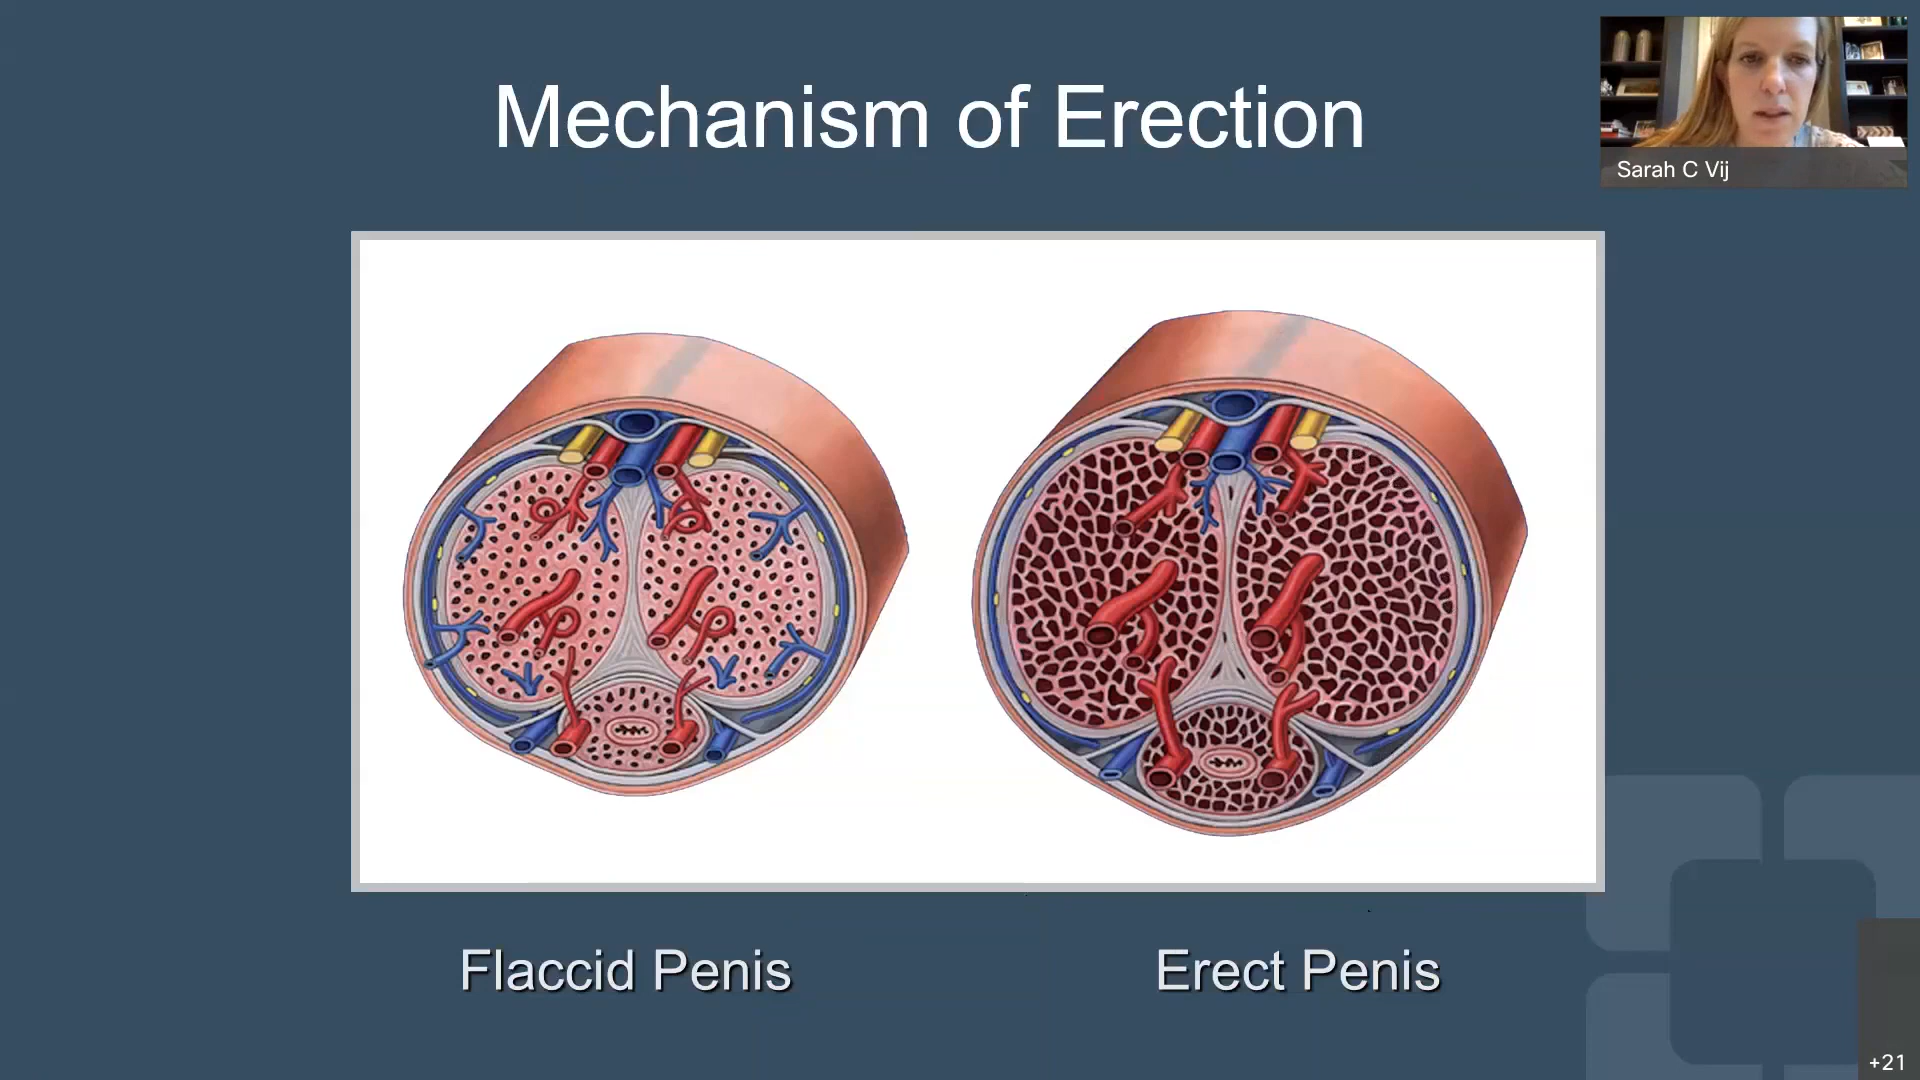 Mechanism of Erection
Sarah C Vij
Flaccid Penis
Erect Penis
+21